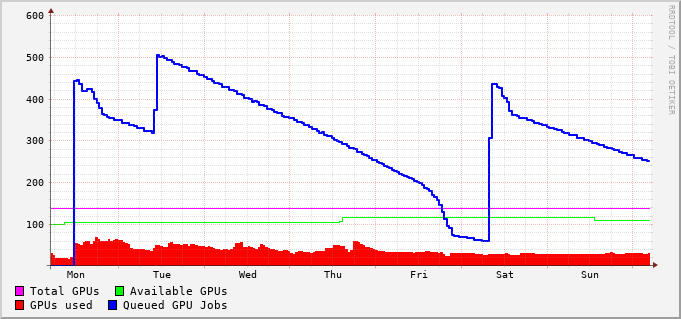 600
500
400
300
200
100
Mon Tue Wed Thu Fri Sat Sun
Total GPUs Available GPUs
GPUs used Queued GPU Jobs
RRDTOOL / TOBI OETIKER